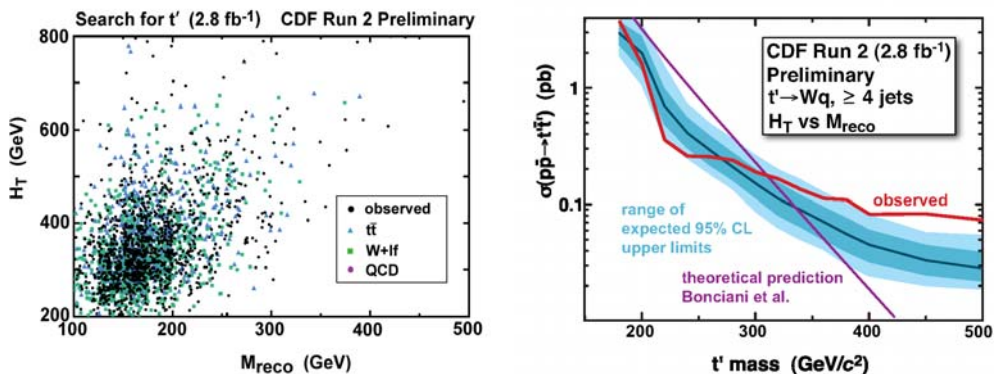 Search for t′ (2.8 fb⁻¹) CDF Run 2 Preliminary
800
600
400
200
H_T (GeV)
100 200 300 400 500
M_reco (GeV)
observed
tt̄
W+lf
QCD
1
0.1
σ(pp̄→t′t̄′) (pb)
CDF Run 2 (2.8 fb⁻¹)
Preliminary
t′→Wq, ≥ 4 jets
H_T vs M_reco
observed
range of
expected 95% CL
upper limits
theoretical prediction
Bonciani et al.
200 300 400 500
t′ mass (GeV/c²)